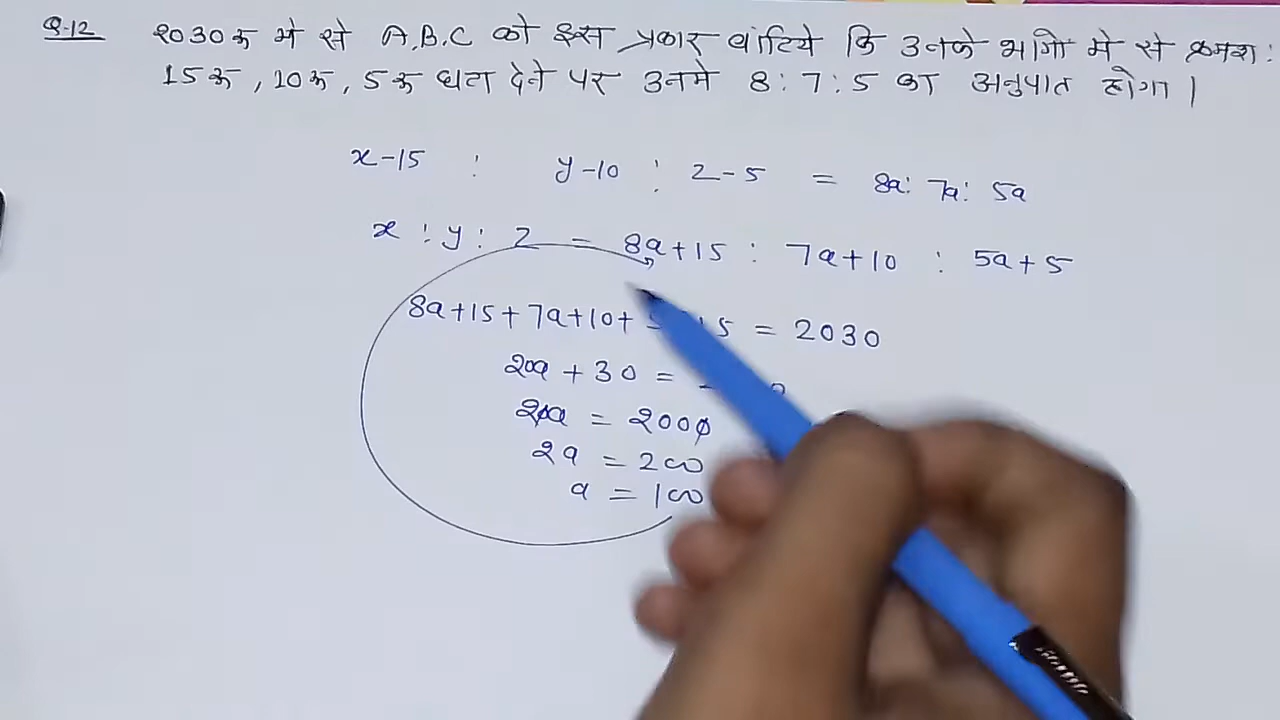 Q.12 2030रू मे से A,B,C को इस प्रकार बांटिये कि उनके भागो मे से क्रमश:
15रू, 10रू, 5रू घटा देने पर उनमे 8:7:5 का अनुपात होगा।
x-15 : y-10 : z-5 = 8a: 7a: 5a
x : y : z = 8a+15 : 7a+10 : 5a+5
8a+15+7a+10+ 5 = 2030
20a + 30 =
20a = 2000
2a = 200
a = 100